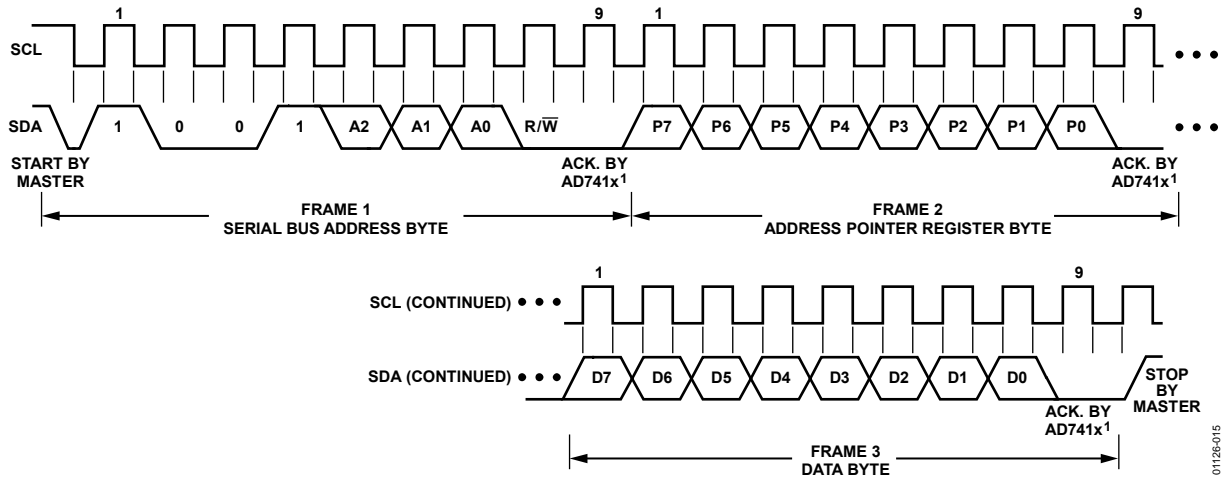 1 9 1 9
SCL
SDA 1 0 0 1 A2 A1 A0 R/W̅ P7 P6 P5 P4 P3 P2 P1 P0
START BY
MASTER
ACK. BY
AD741x¹
ACK. BY
AD741x¹
FRAME 1
SERIAL BUS ADDRESS BYTE
FRAME 2
ADDRESS POINTER REGISTER BYTE
1 9
SCL (CONTINUED)
SDA (CONTINUED) D7 D6 D5 D4 D3 D2 D1 D0
STOP
BY
MASTER
ACK. BY
AD741x¹
FRAME 3
DATA BYTE
01126-015